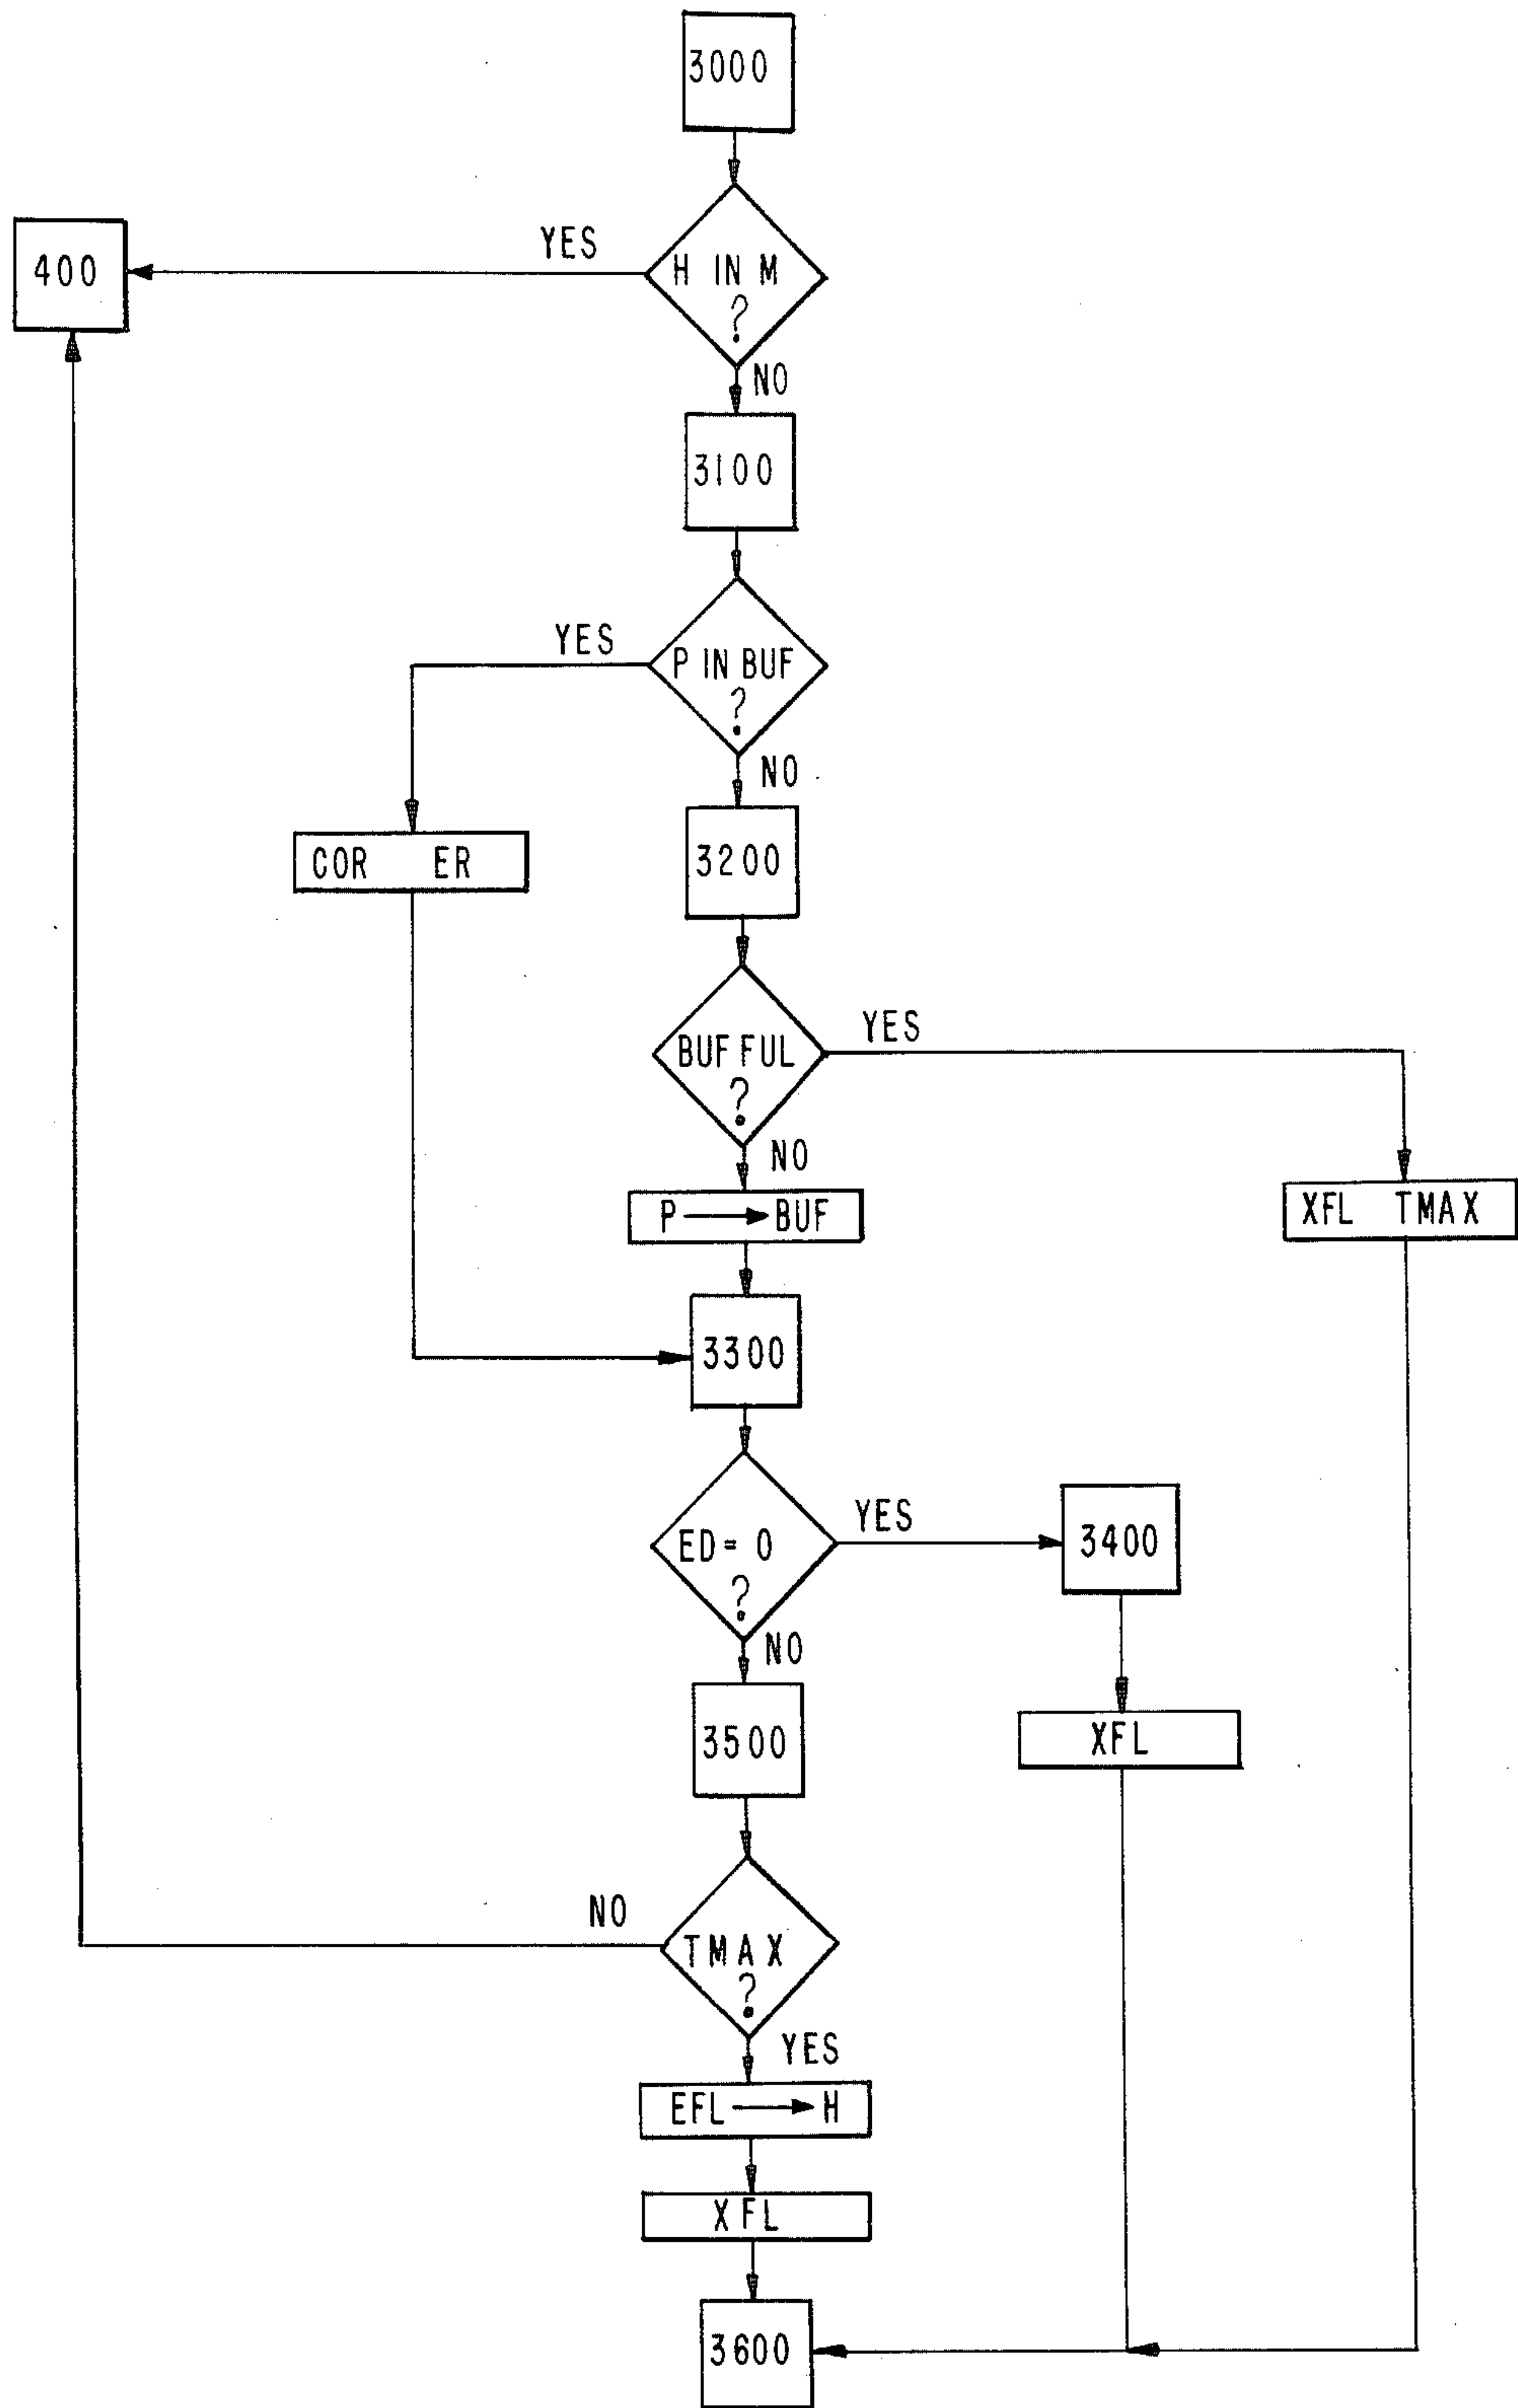 3000
YES
400
H IN M
?
NO
3100
YES
P IN BUF
?
NO
COR ER
3200
YES
BUF FUL
?
NO
P → BUF
XFL TMAX
3300
YES
ED = 0
?
3400
NO
XFL
3500
NO
TMAX
?
YES
EFL → H
XFL
3600